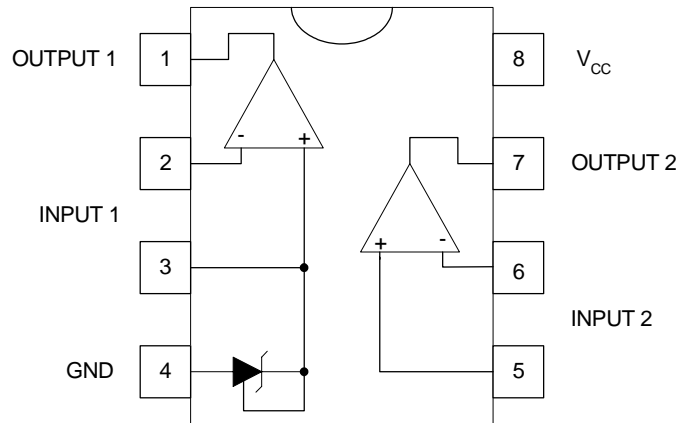 OUTPUT 1
1
8
VCC
- +
2
7
OUTPUT 2
INPUT 1
+ -
3
6
INPUT 2
GND
4
5